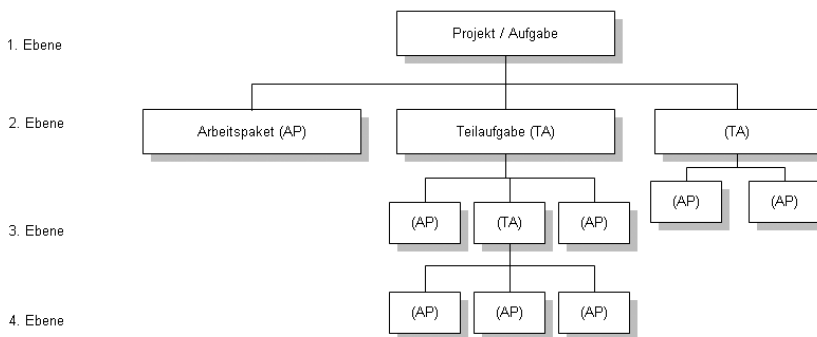 Projekt / Aufgabe
1. Ebene
2. Ebene
Arbeitspaket (AP)
Teilaufgabe (TA)
(TA)
(AP)
(AP)
3. Ebene
(AP)
(TA)
(AP)
4. Ebene
(AP)
(AP)
(AP)